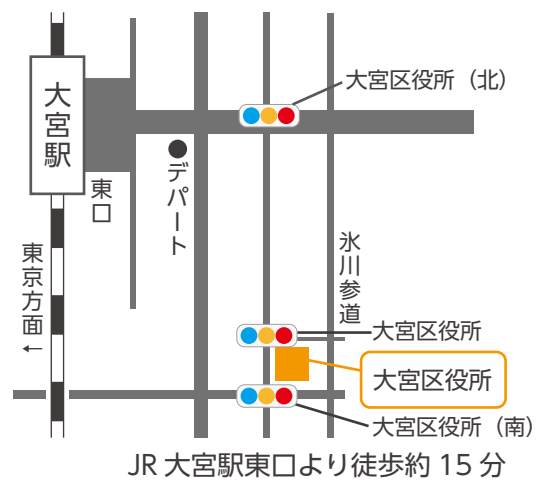 大宮区役所（北）
大宮駅
東口
デパート
氷川参道
東京方面←
大宮区役所
大宮区役所
大宮区役所（南）
JR 大宮駅東口より徒歩約 15 分